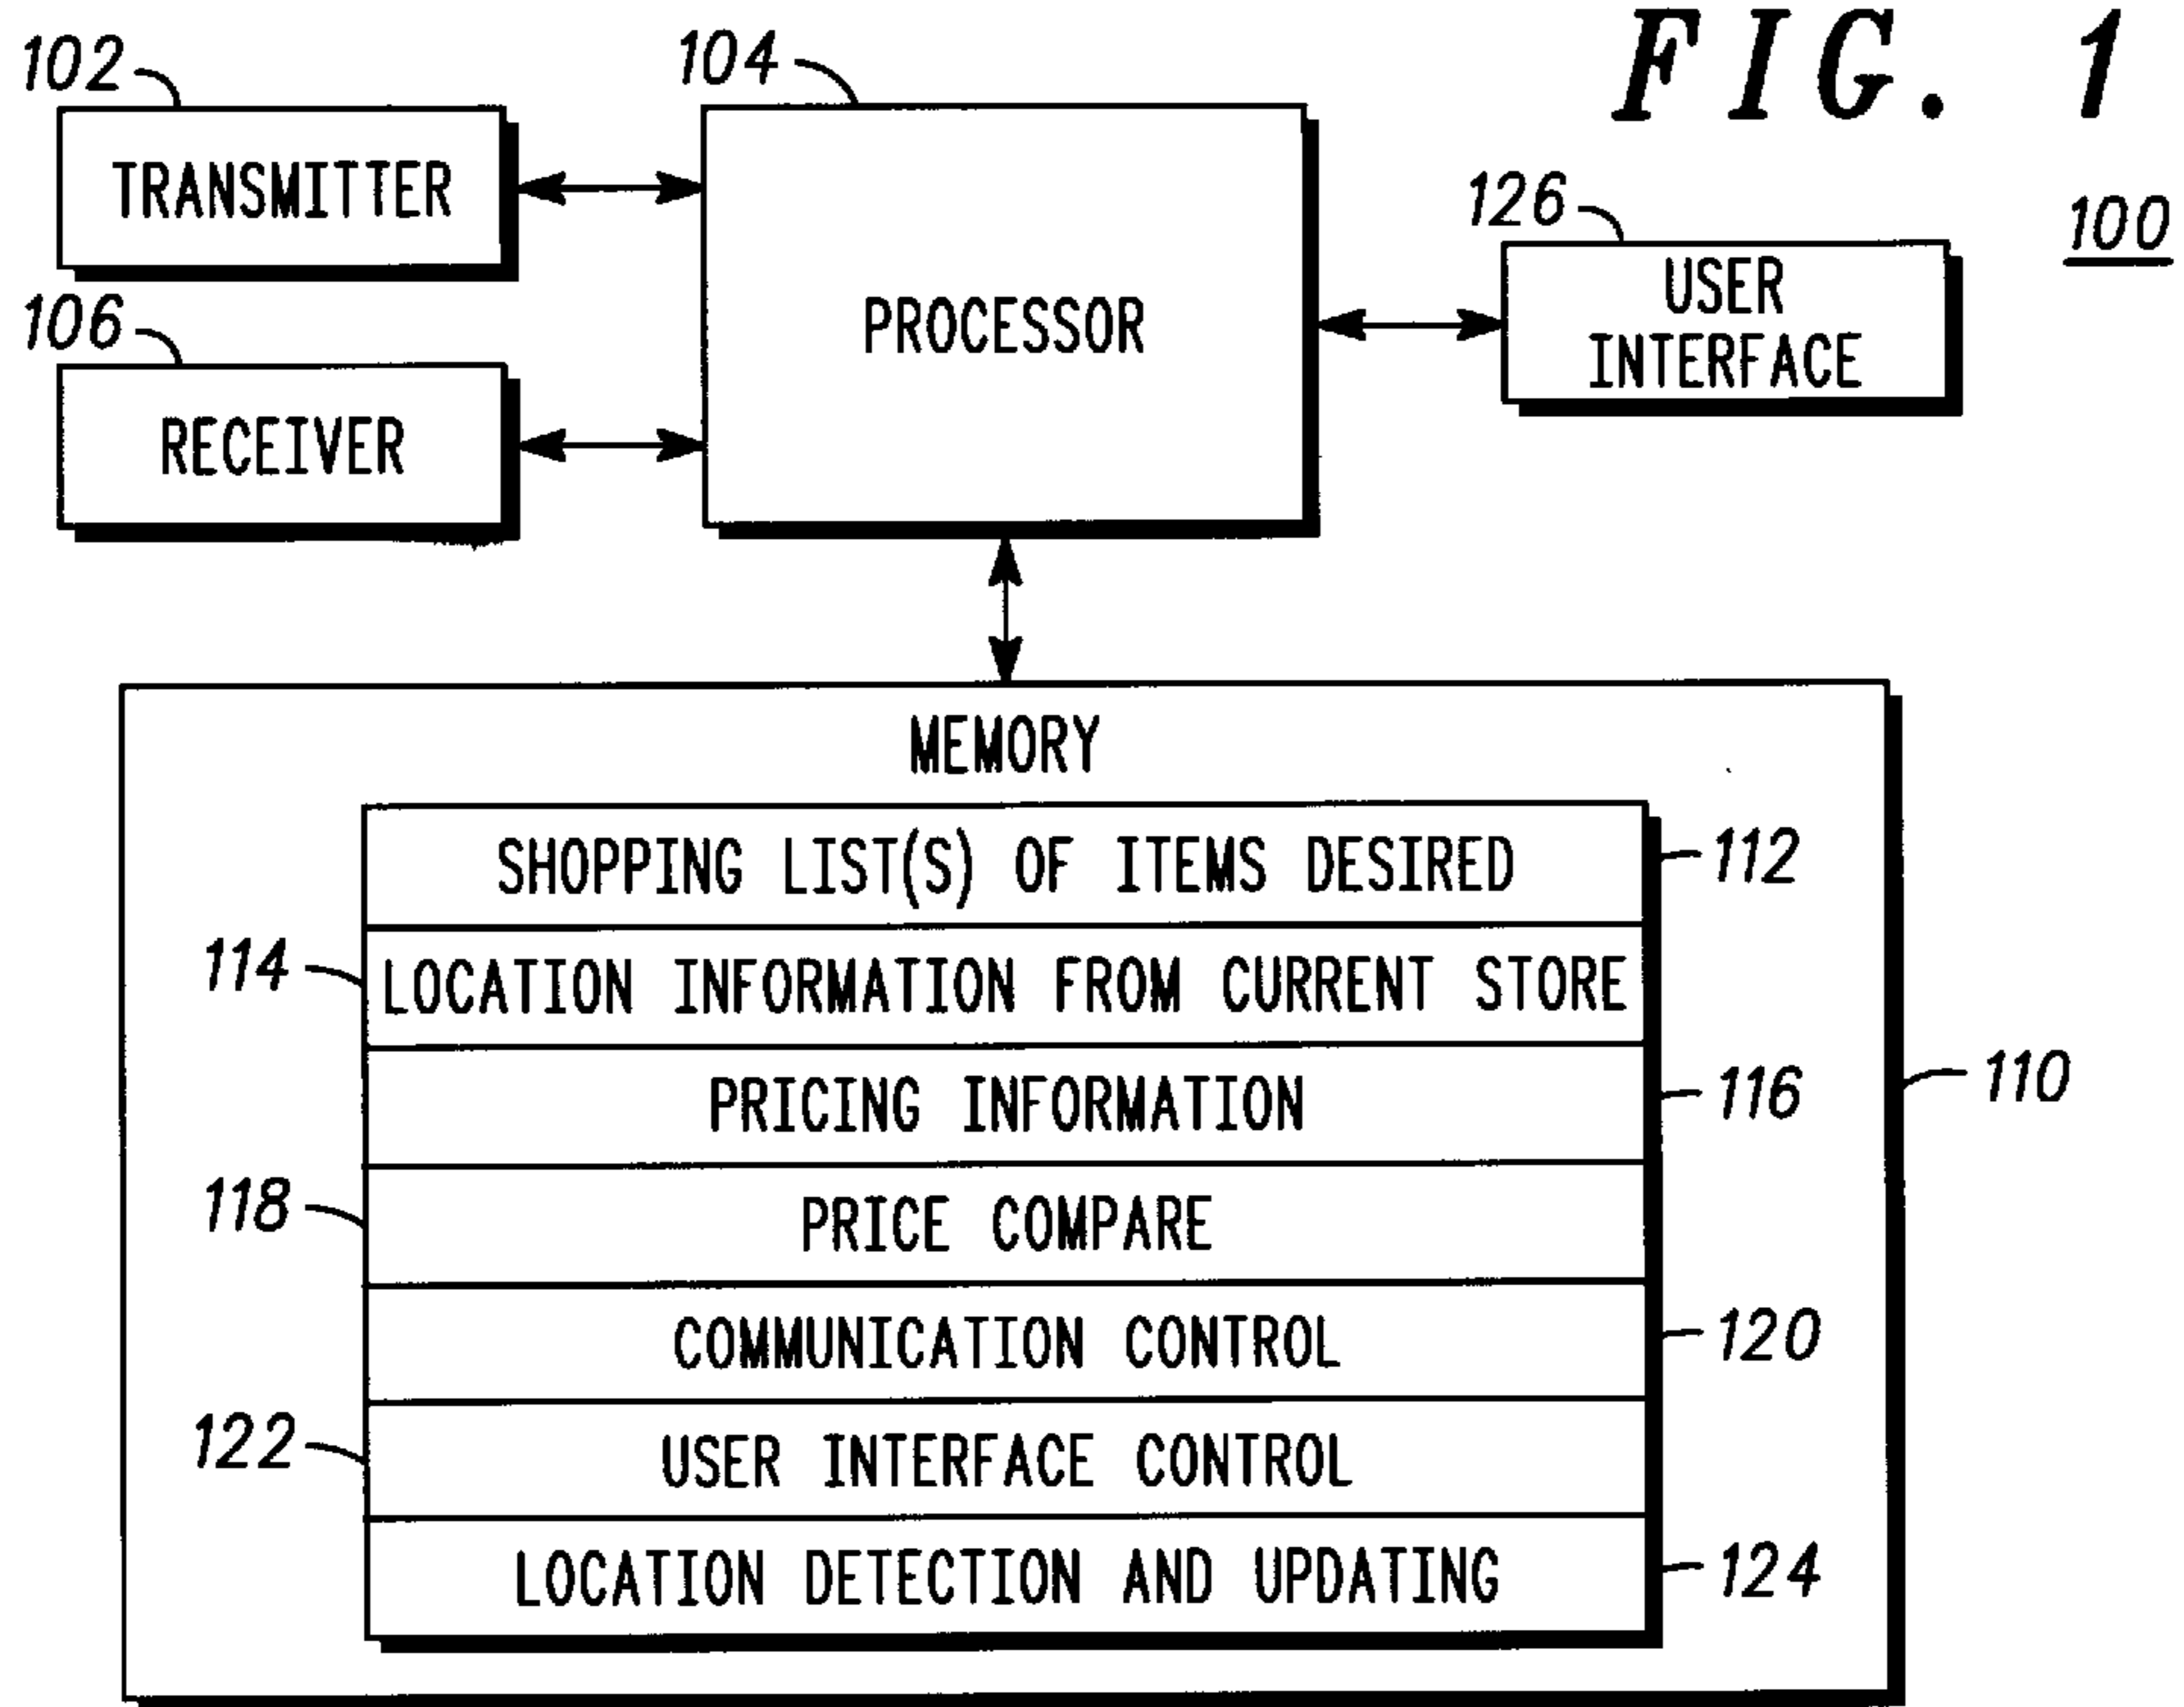 FIG. 1
100
102
TRANSMITTER
104
PROCESSOR
126
USER
INTERFACE
106
RECEIVER
MEMORY
SHOPPING LIST(S) OF ITEMS DESIRED
112
114
LOCATION INFORMATION FROM CURRENT STORE
PRICING INFORMATION
116
110
118
PRICE COMPARE
COMMUNICATION CONTROL
120
122
USER INTERFACE CONTROL
LOCATION DETECTION AND UPDATING
124